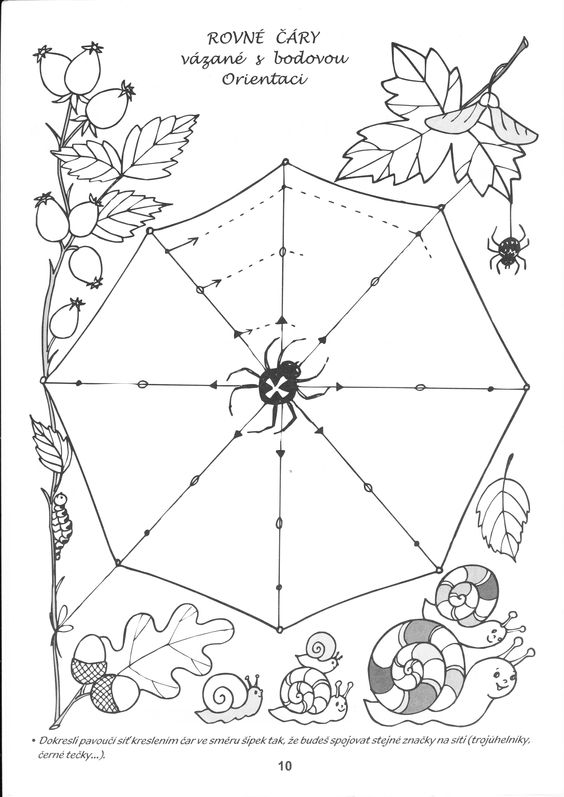 ROVNÉ ČÁRY
vázané s bodovou
Orientaci
• Dokresli pavoučí síť kreslením čar ve směru šipek tak, že budeš spojovat stejné značky na síti (trojúhelníky,
černé tečky...).
10